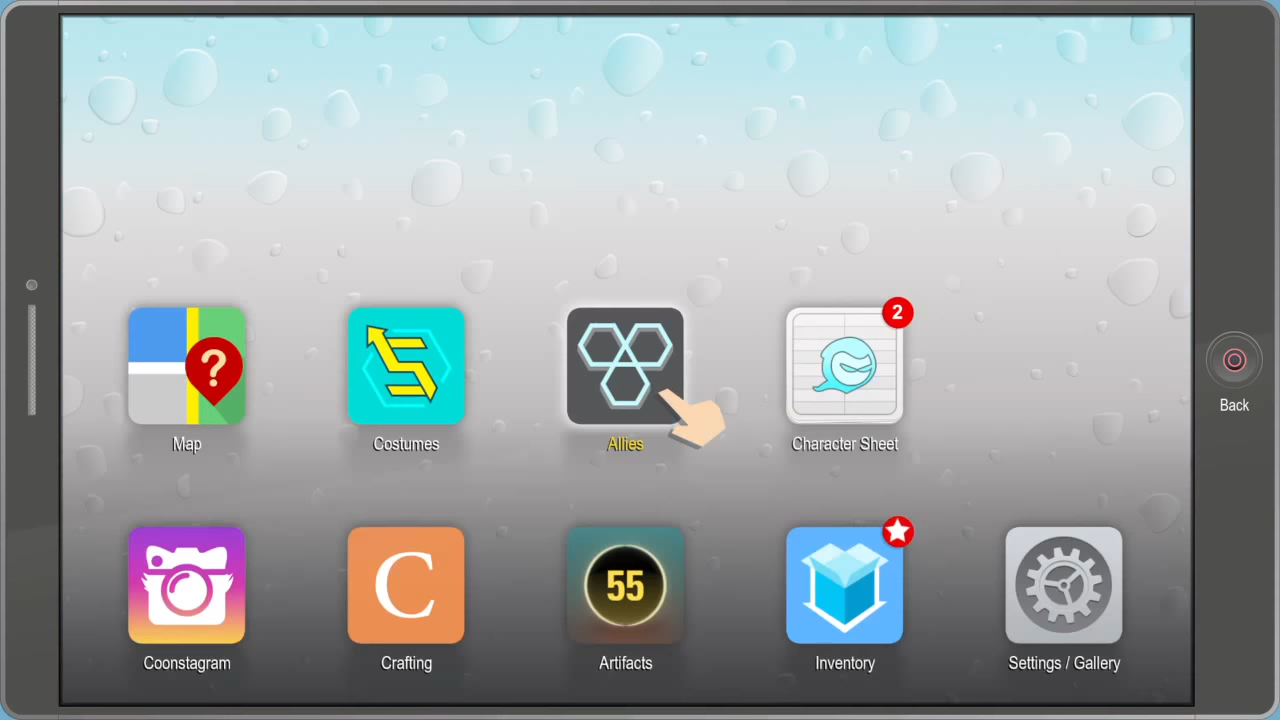 2
?
Map
Costumes
Allies
Character Sheet
Back
C
55
Coonstagram
Crafting
Artifacts
Inventory
Settings / Gallery